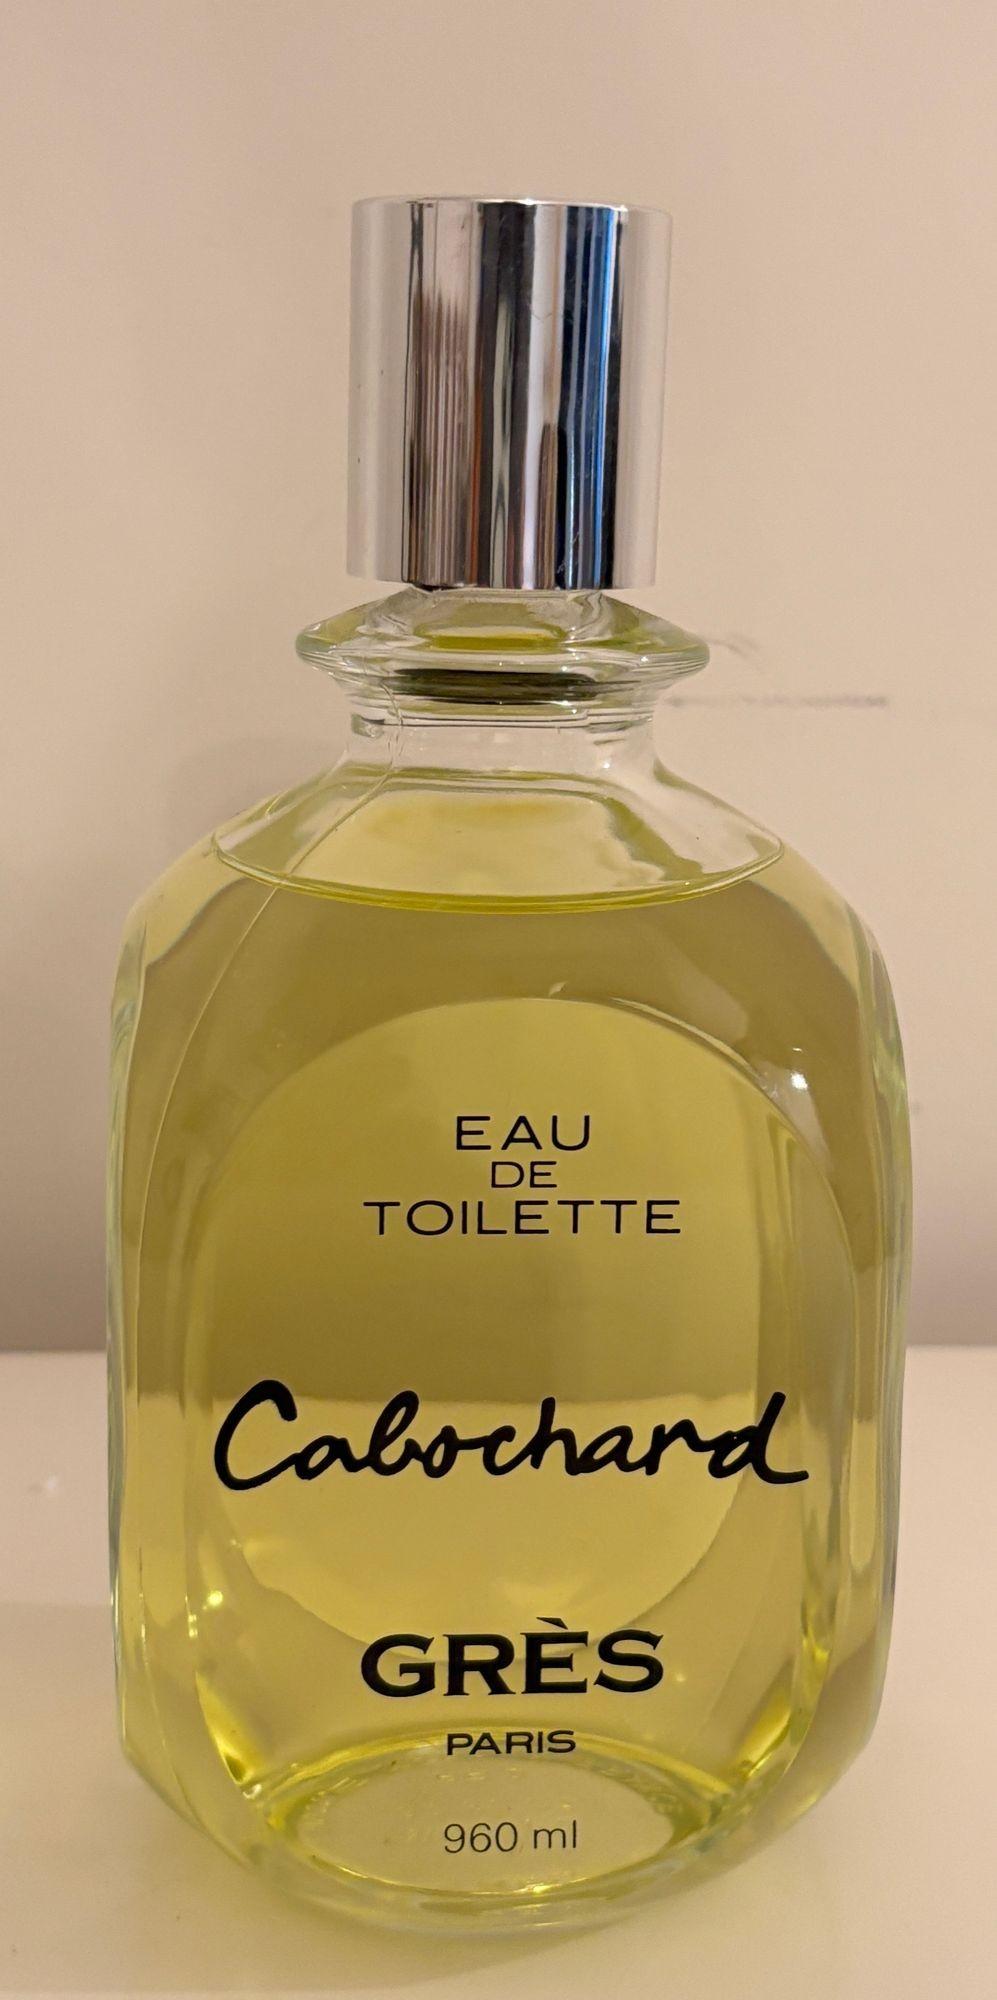 EAU
DE
TOILETTE
Cabochard
GRÈS
PARIS
960 ml